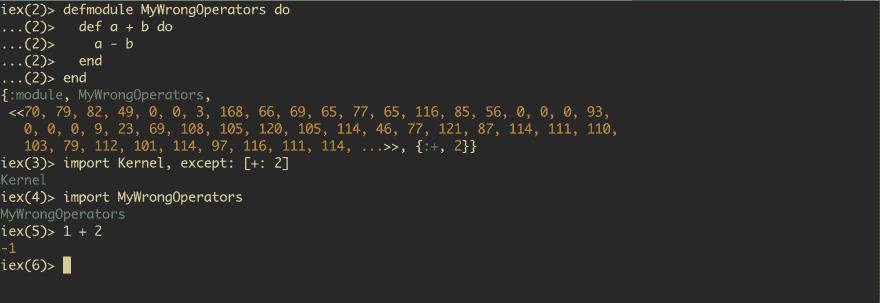 iex(2)> defmodule MyWrongOperators do
...(2)>   def a + b do
...(2)>     a - b
...(2)>   end
...(2)> end
{:module, MyWrongOperators,
 <<70, 79, 82, 49, 0, 0, 3, 168, 66, 69, 65, 77, 65, 116, 85, 56, 0, 0, 0, 93,
   0, 0, 0, 9, 23, 69, 108, 105, 120, 105, 114, 46, 77, 121, 87, 114, 111, 110,
   103, 79, 112, 101, 114, 97, 116, 111, 114, ...>>, {:+, 2}}
iex(3)> import Kernel, except: [+: 2]
Kernel
iex(4)> import MyWrongOperators
MyWrongOperators
iex(5)> 1 + 2
-1
iex(6)>